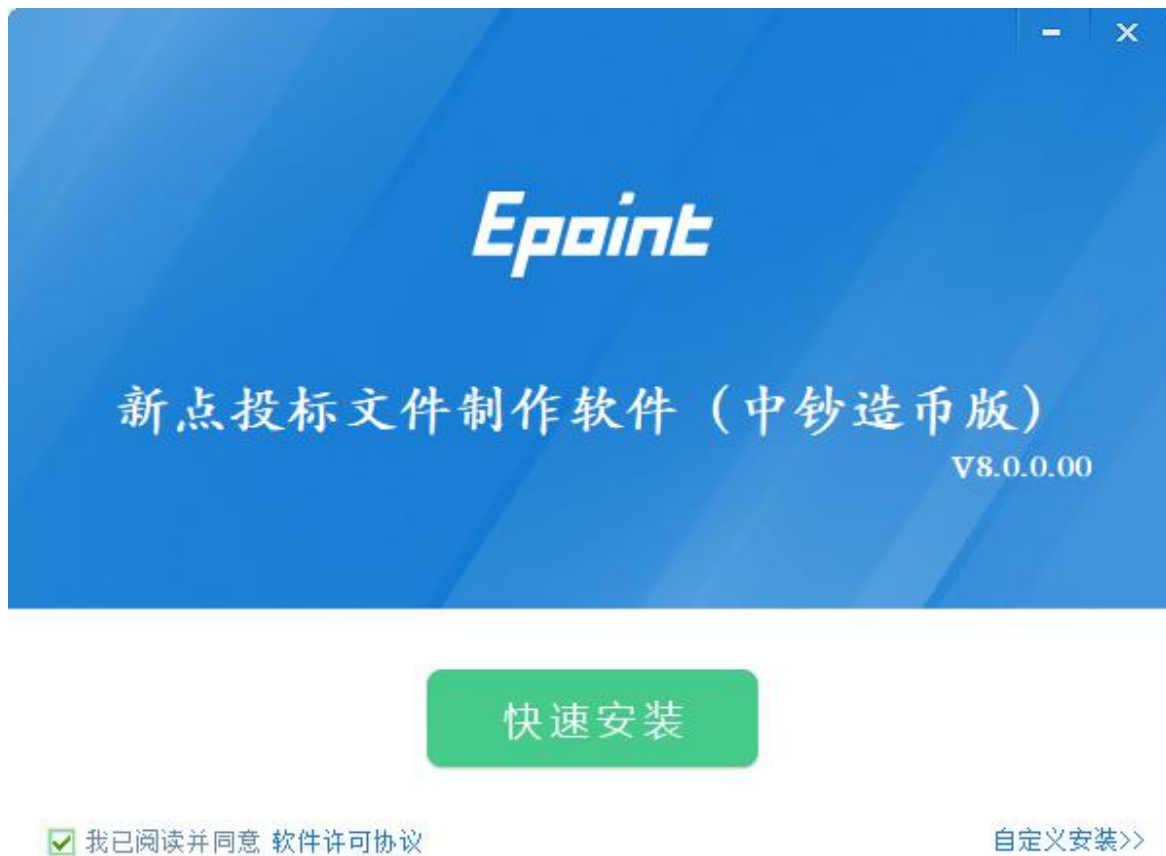 Epoint
新点投标文件制作软件（中钞造币版）
V8.0.0.00
快速安装
我已阅读并同意 软件许可协议
自定义安装>>